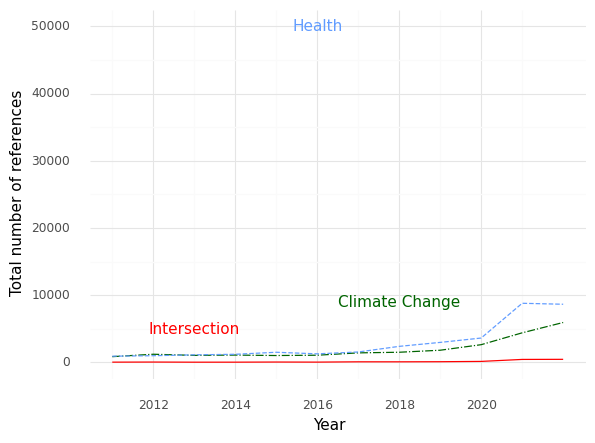 50000
Health
40000
30000
20000
10000
Climate Change
Intersection
0
2012 2014 2016 2018 2020
Year
Total number of references